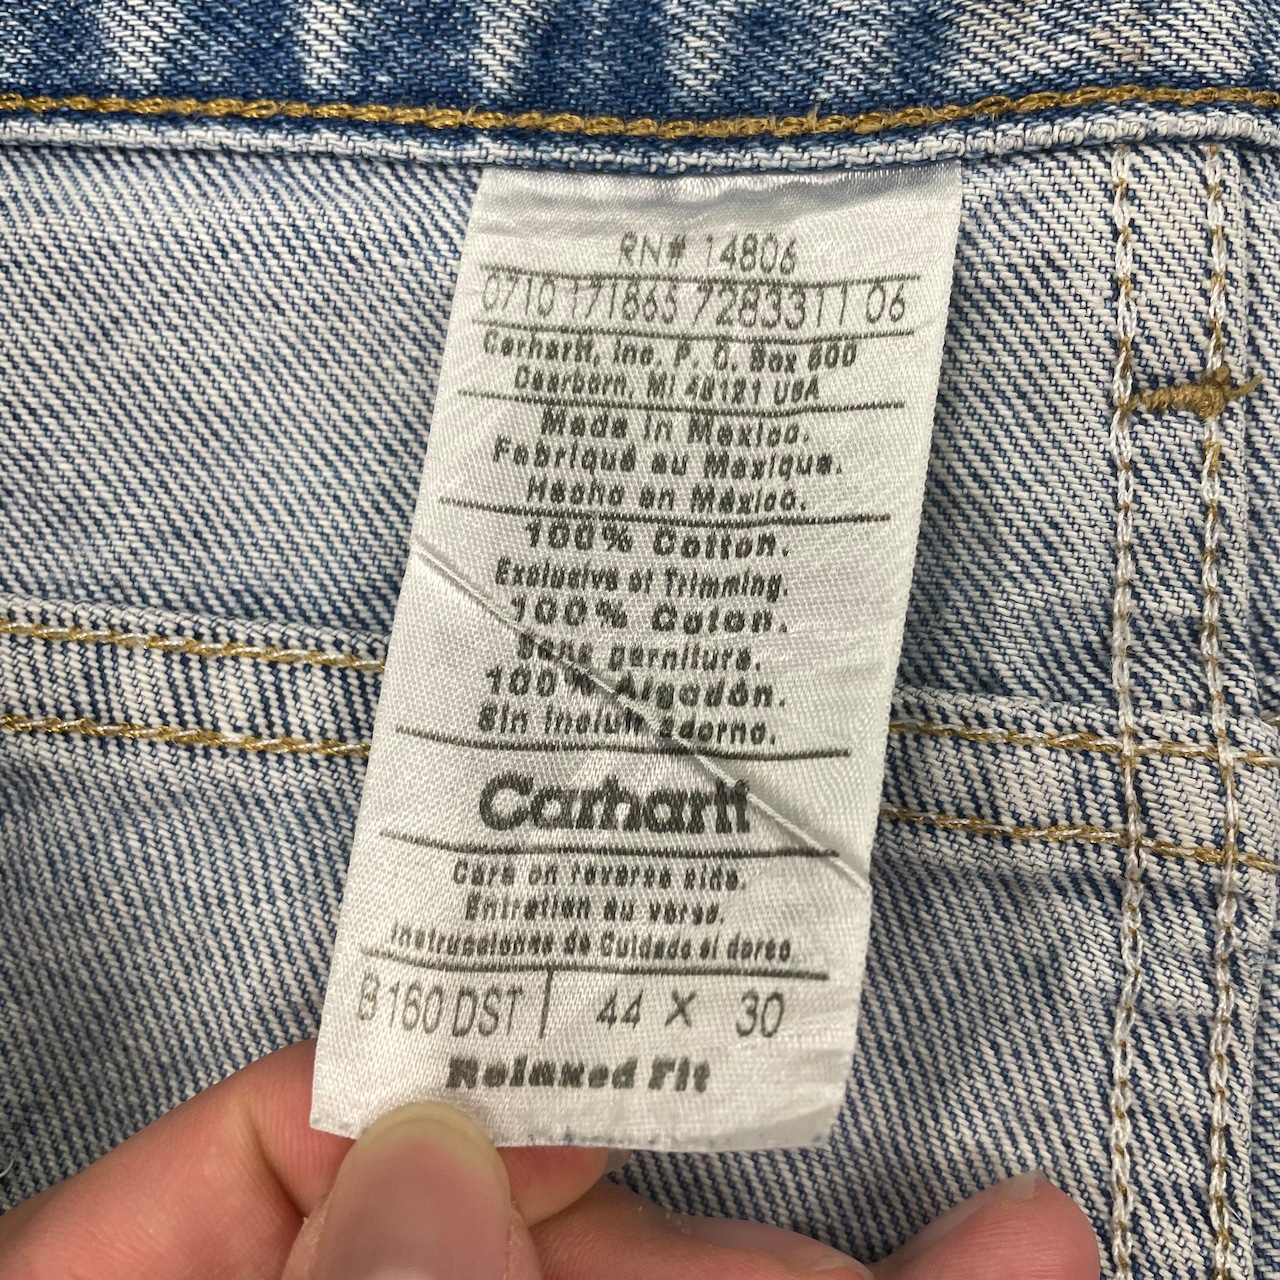 RN# 14806
0710 171865 7283311 06
Carhartt, Inc. P. O. Box 600
Dearborn, MI 48121 USA
Made in Mexico.
Fabriqué au Mexique.
Hecho en México.
100% Cotton.
Exclusive of Trimming.
100% Coton.
Sans garniture.
100% Algodón.
Sin incluir adorno.
Carhartt
Care on reverse side.
Entretien au verso.
Instrucciones de Cuidado al dorso
B160 DST | 44 X 30
Relaxed Fit